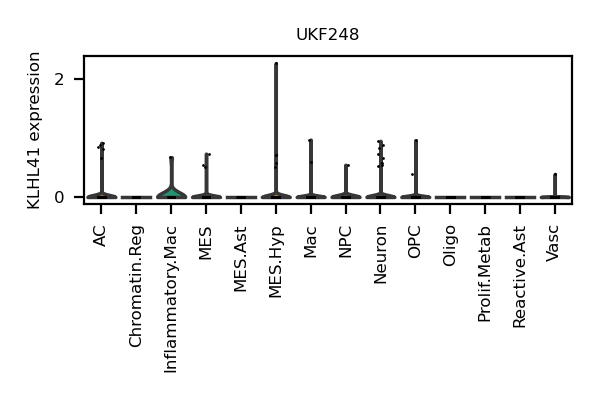 UKF248
KLHL41 expression
2
0
AC
Chromatin.Reg
Inflammatory.Mac
MES
MES.Ast
MES.Hyp
Mac
NPC
Neuron
OPC
Oligo
Prolif.Metab
Reactive.Ast
Vasc